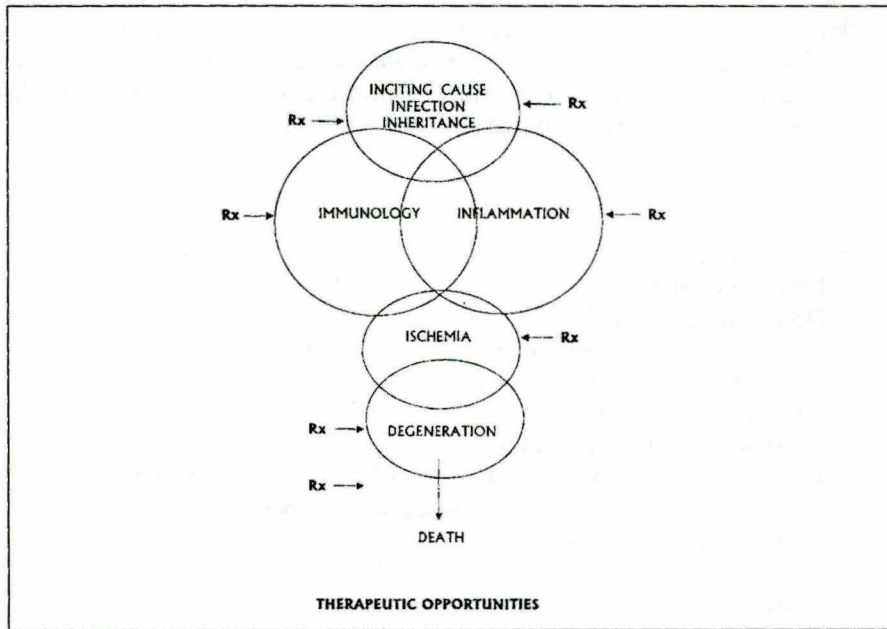 INCITING CAUSE
INFECTION
INHERITANCE
Rx
Rx
Rx
IMMUNOLOGY
INFLAMMATION
Rx
ISCHEMIA
Rx
Rx
DEGENERATION
Rx
DEATH
THERAPEUTIC OPPORTUNITIES